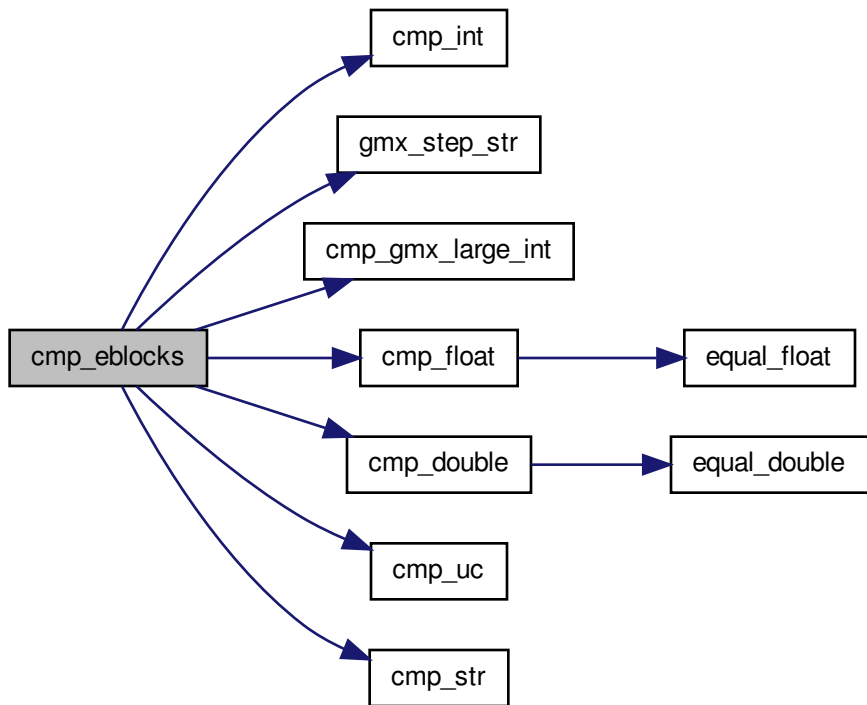 cmp_int
gmx_step_str
cmp_gmx_large_int
cmp_eblocks
cmp_float
equal_float
cmp_double
equal_double
cmp_uc
cmp_str